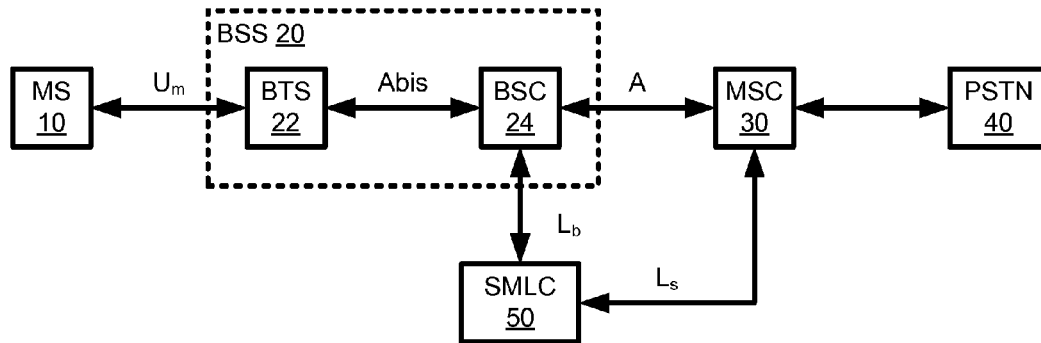 BSS 20
MS
10
Um
BTS
22
Abis
BSC
24
A
MSC
30
PSTN
40
Lb
SMLC
50
Ls